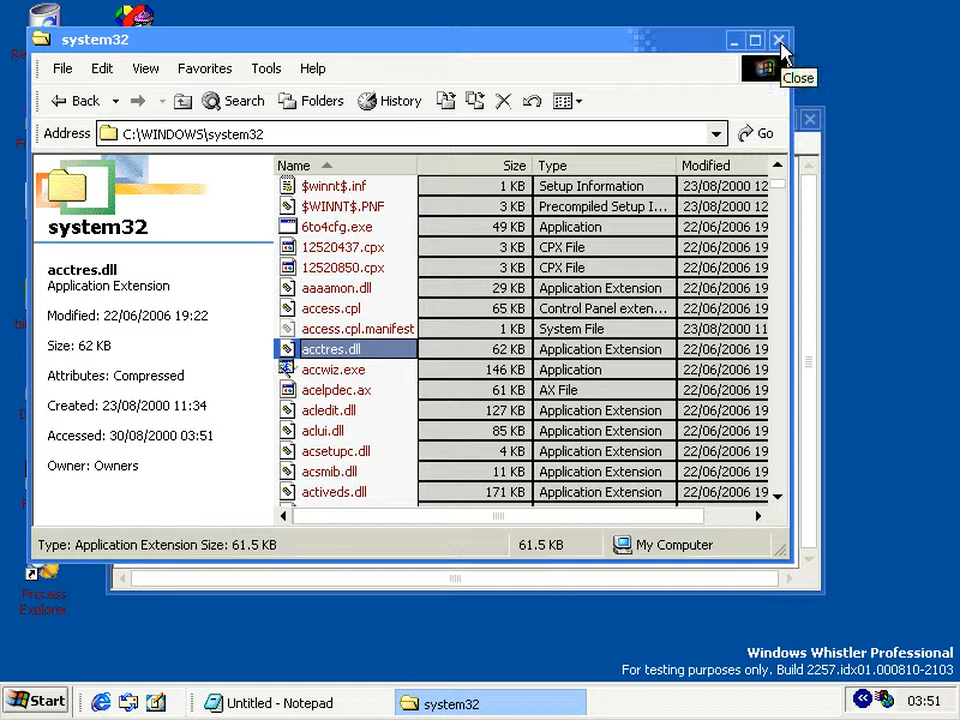 system32
Close
File Edit View Favorites Tools Help
Back Search Folders History
Address C:\WINDOWS\system32 Go
Name Size Type Modified
$winnt$.inf 1 KB Setup Information 23/08/2000 12
$WINNT$.PNF 3 KB Precompiled Setup I... 23/08/2000 12
6to4cfg.exe 49 KB Application 22/06/2006 19
12520437.cpx 3 KB CPX File 22/06/2006 19
12520850.cpx 3 KB CPX File 22/06/2006 19
aaaamon.dll 29 KB Application Extension 22/06/2006 19
access.cpl 65 KB Control Panel exten... 22/06/2006 19
access.cpl.manifest 1 KB System File 23/08/2000 11
acctres.dll 62 KB Application Extension 22/06/2006 19
accwiz.exe 146 KB Application 22/06/2006 19
acelpdec.ax 61 KB AX File 22/06/2006 19
acledit.dll 127 KB Application Extension 22/06/2006 19
aclui.dll 85 KB Application Extension 22/06/2006 19
acsetupc.dll 4 KB Application Extension 22/06/2006 19
acsmib.dll 11 KB Application Extension 22/06/2006 19
activeds.dll 171 KB Application Extension 22/06/2006 19
system32
acctres.dll
Application Extension
Modified: 22/06/2006 19:22
Size: 62 KB
Attributes: Compressed
Created: 23/08/2000 11:34
Accessed: 30/08/2000 03:51
Owner: Owners
Type: Application Extension Size: 61.5 KB 61.5 KB My Computer
Process
Explorer
Windows Whistler Professional
For testing purposes only. Build 2257.idx01.000810-2103
Start Untitled - Notepad system32 03:51